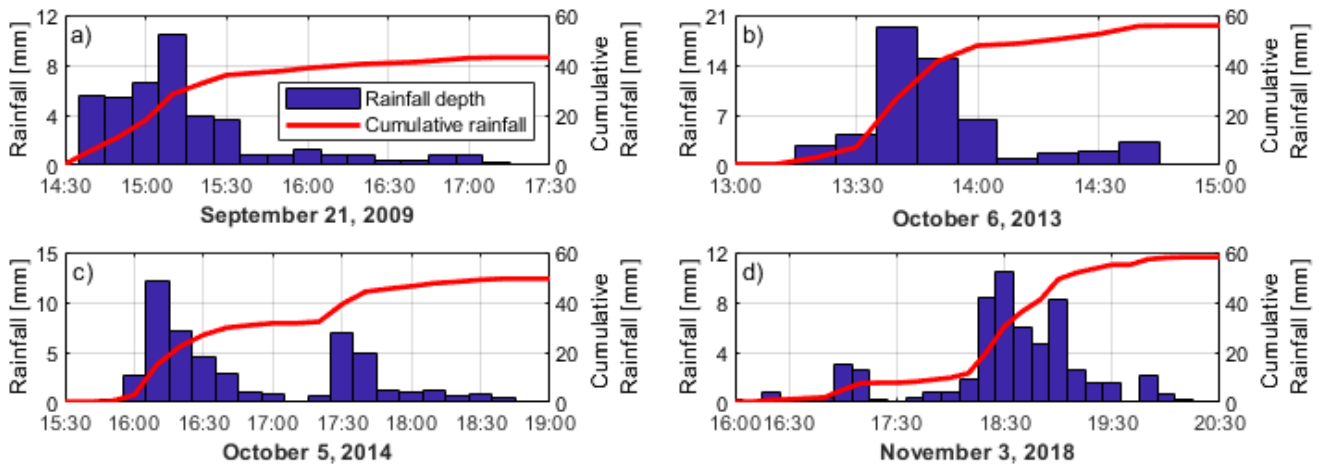 a)
Rainfall [mm]
12
8
4
0
60
40
20
0
Cumulative
Rainfall [mm]
Rainfall depth
Cumulative rainfall
14:30 15:00 15:30 16:00 16:30 17:00 17:30
September 21, 2009
b)
Rainfall [mm]
21
14
7
0
60
40
20
0
Cumulative
Rainfall [mm]
13:00 13:30 14:00 14:30 15:00
October 6, 2013
c)
Rainfall [mm]
15
10
5
0
60
40
20
0
Cumulative
Rainfall [mm]
15:30 16:00 16:30 17:00 17:30 18:00 18:30 19:00
October 5, 2014
d)
Rainfall [mm]
12
8
4
0
60
40
20
0
Cumulative
Rainfall [mm]
16:00 16:30 17:30 18:30 19:30 20:30
November 3, 2018